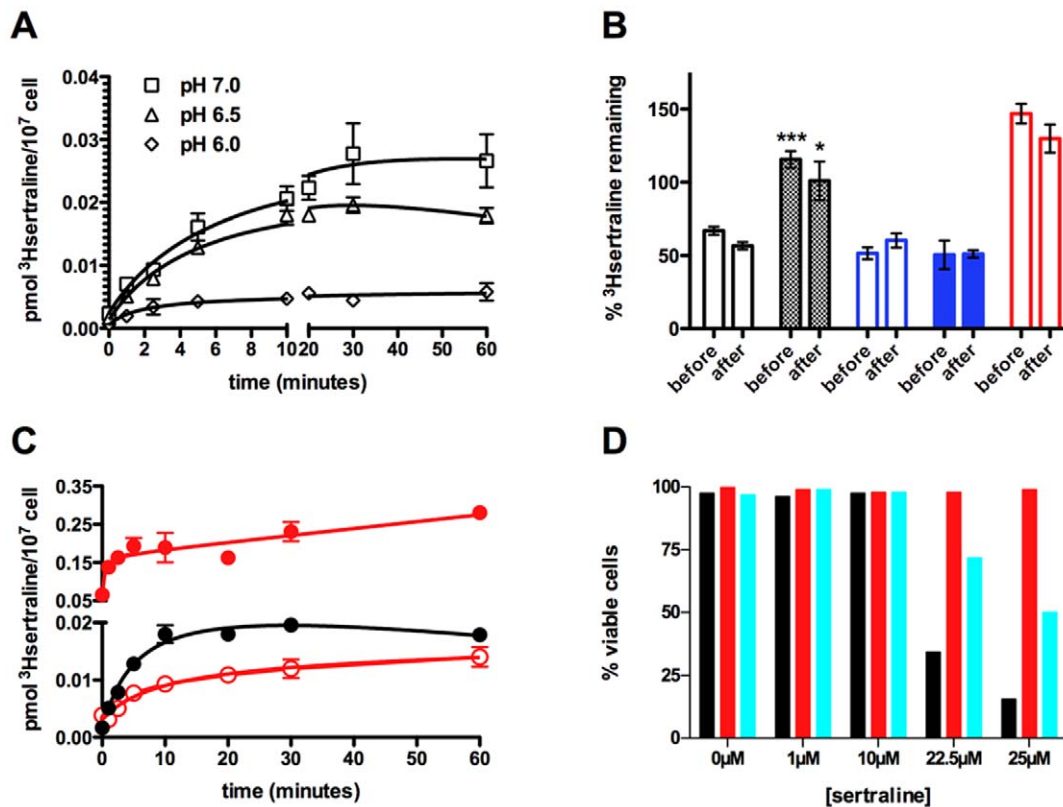 A
pmol ³Hsertraline/10⁷ cell
0.04
0.03
0.02
0.01
0.00
pH 7.0
pH 6.5
pH 6.0
0 2 4 6 8 10 20 30 40 50 60
time (minutes)
B
% ³Hsertraline remaining
150
100
50
0
*** *
before after before after before after before after before after
C
pmol ³Hsertraline/10⁷ cell
0.35
0.25
0.15
0.05
0.02
0.01
0.00
0 10 20 30 40 50 60
time (minutes)
D
% viable cells
100
75
50
25
0
0μM 1μM 10μM 22.5μM 25μM
[sertraline]